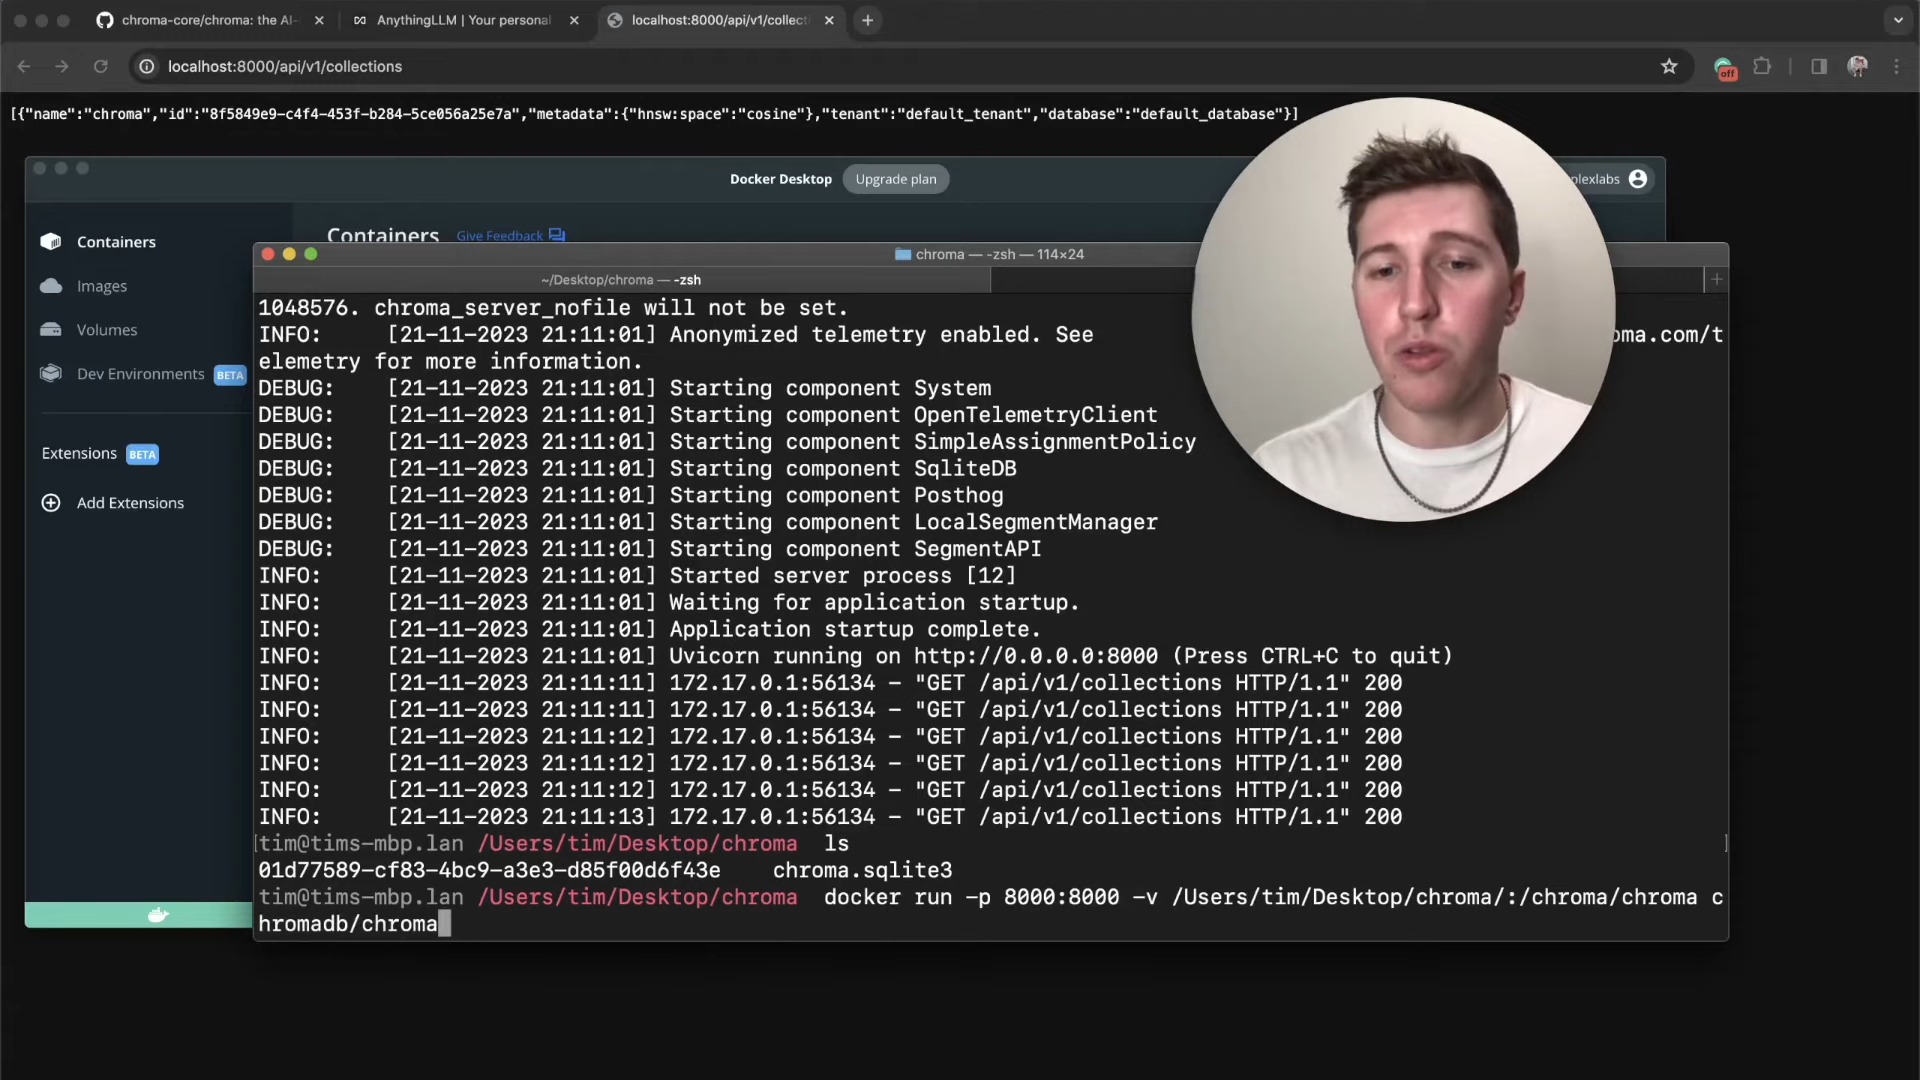 chroma-core/chroma: the AI-
AnythingLLM | Your personal
localhost:8000/api/v1/collecti
localhost:8000/api/v1/collections
off
[{"name":"chroma","id":"8f5849e9-c4f4-453f-b284-5ce056a25e7a","metadata":{"hnsw:space":"cosine"},"tenant":"default_tenant","database":"default_database"}]
Docker Desktop
Upgrade plan
plexlabs
Containers
Images
Volumes
Dev Environments BETA
Extensions BETA
Add Extensions
Containers Give Feedback
chroma — -zsh — 114×24
~/Desktop/chroma — -zsh
1048576. chroma_server_nofile will not be set.
INFO:     [21-11-2023 21:11:01] Anonymized telemetry enabled. See oma.com/t
elemetry for more information.
DEBUG:    [21-11-2023 21:11:01] Starting component System
DEBUG:    [21-11-2023 21:11:01] Starting component OpenTelemetryClient
DEBUG:    [21-11-2023 21:11:01] Starting component SimpleAssignmentPolicy
DEBUG:    [21-11-2023 21:11:01] Starting component SqliteDB
DEBUG:    [21-11-2023 21:11:01] Starting component Posthog
DEBUG:    [21-11-2023 21:11:01] Starting component LocalSegmentManager
DEBUG:    [21-11-2023 21:11:01] Starting component SegmentAPI
INFO:     [21-11-2023 21:11:01] Started server process [12]
INFO:     [21-11-2023 21:11:01] Waiting for application startup.
INFO:     [21-11-2023 21:11:01] Application startup complete.
INFO:     [21-11-2023 21:11:01] Uvicorn running on http://0.0.0.0:8000 (Press CTRL+C to quit)
INFO:     [21-11-2023 21:11:11] 172.17.0.1:56134 – "GET /api/v1/collections HTTP/1.1" 200
INFO:     [21-11-2023 21:11:11] 172.17.0.1:56134 – "GET /api/v1/collections HTTP/1.1" 200
INFO:     [21-11-2023 21:11:12] 172.17.0.1:56134 – "GET /api/v1/collections HTTP/1.1" 200
INFO:     [21-11-2023 21:11:12] 172.17.0.1:56134 – "GET /api/v1/collections HTTP/1.1" 200
INFO:     [21-11-2023 21:11:12] 172.17.0.1:56134 – "GET /api/v1/collections HTTP/1.1" 200
INFO:     [21-11-2023 21:11:13] 172.17.0.1:56134 – "GET /api/v1/collections HTTP/1.1" 200
[tim@tims-mbp.lan /Users/tim/Desktop/chroma  ls ]
01d77589-cf83-4bc9-a3e3-d85f00d6f43e    chroma.sqlite3
tim@tims-mbp.lan /Users/tim/Desktop/chroma  docker run -p 8000:8000 -v /Users/tim/Desktop/chroma/:/chroma/chroma c
hromadb/chroma